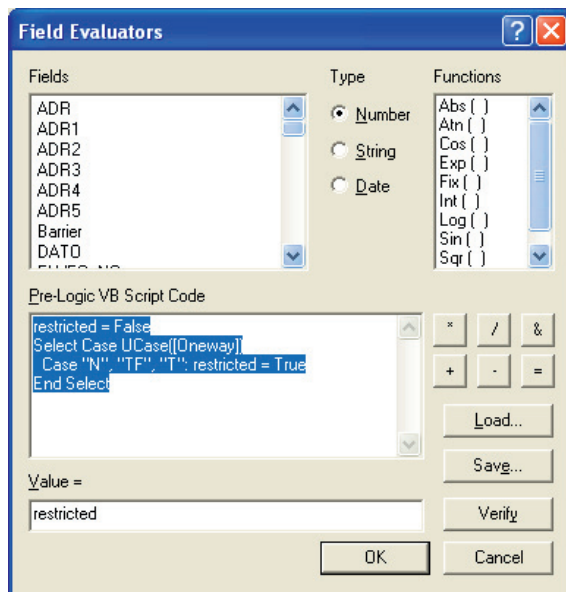 Field Evaluators
Fields
Type
Functions
ADR
ADR1
ADR2
ADR3
ADR4
ADR5
Barrier
DATO
Number
String
Date
Abs ( )
Atn ( )
Cos ( )
Exp ( )
Fix ( )
Int ( )
Log ( )
Sin ( )
Sqr ( )
Pre-Logic VB Script Code
restricted = False
Select Case UCase([Oneway])
Case "N", "TF", "T": restricted = True
End Select
* / &
+ - =
Load...
Save...
Value =
restricted
Verify
OK
Cancel